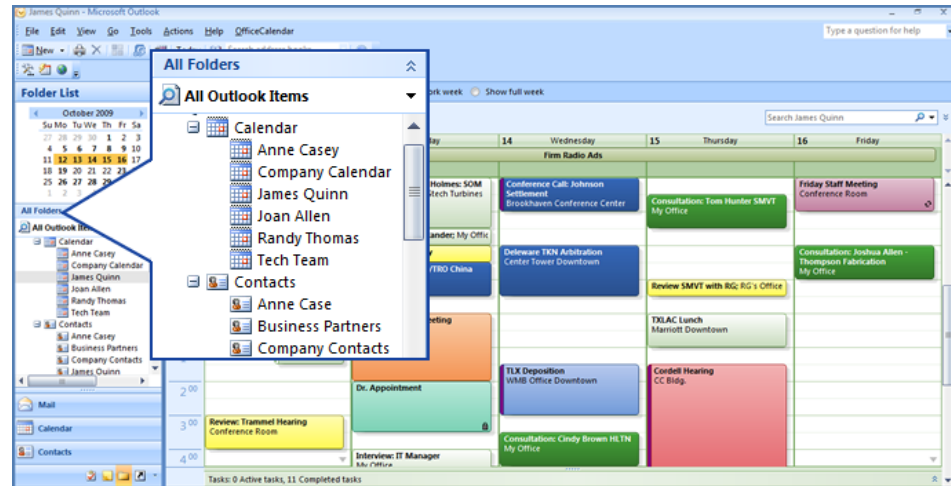 James Quinn - Microsoft Outlook
File Edit View Go Tools Actions Help OfficeCalendar
Type a question for help
New
Today
Search address books
All Folders
All Outlook Items
Calendar
Anne Casey
Company Calendar
James Quinn
Joan Allen
Randy Thomas
Tech Team
Contacts
Anne Case
Business Partners
Company Contacts
Folder List
October 2009
Su Mo Tu We Th Fr Sa
27 28 29 30 1 2 3
4 5 6 7 8 9 10
11 12 13 14 15 16 17
18 19 20 21 22 23
25 26 27 28 29
1 2 3
All Folders
All Outlook
Calendar
Anne Casey
Company Calendar
James Quinn
Joan Allen
Randy Thomas
Tech Team
Contacts
Anne Casey
Business Partners
Company Contacts
James Quinn
Mail
Calendar
Contacts
work week Show full week
Search James Quinn
14 Wednesday
15 Thursday
16 Friday
Firm Radio Ads
Holmes: SOM
Conference Call: Johnson
Settlement
Brookhaven Conference Center
Consultation: Tom Hunter SMVT
My Office
Friday Staff Meeting
Conference Room
ander; My Offic
/TRO China
Deleware TKN Arbitration
Center Tower Downtown
Consultation: Joshua Allen -
Thompson Fabrication
My Office
Review SMVT with RG; RG's Office
eeting
TXLAC Lunch
Marriott Downtown
TLX Deposition
WMB Office Downtown
Cordell Hearing
CC Bldg.
2 00
Dr. Appointment
3 00
Review: Trammel Hearing
Conference Room
Consultation: Cindy Brown HLTN
My Office
4 00
Interview: IT Manager
My Office
Tasks: 0 Active tasks, 11 Completed tasks